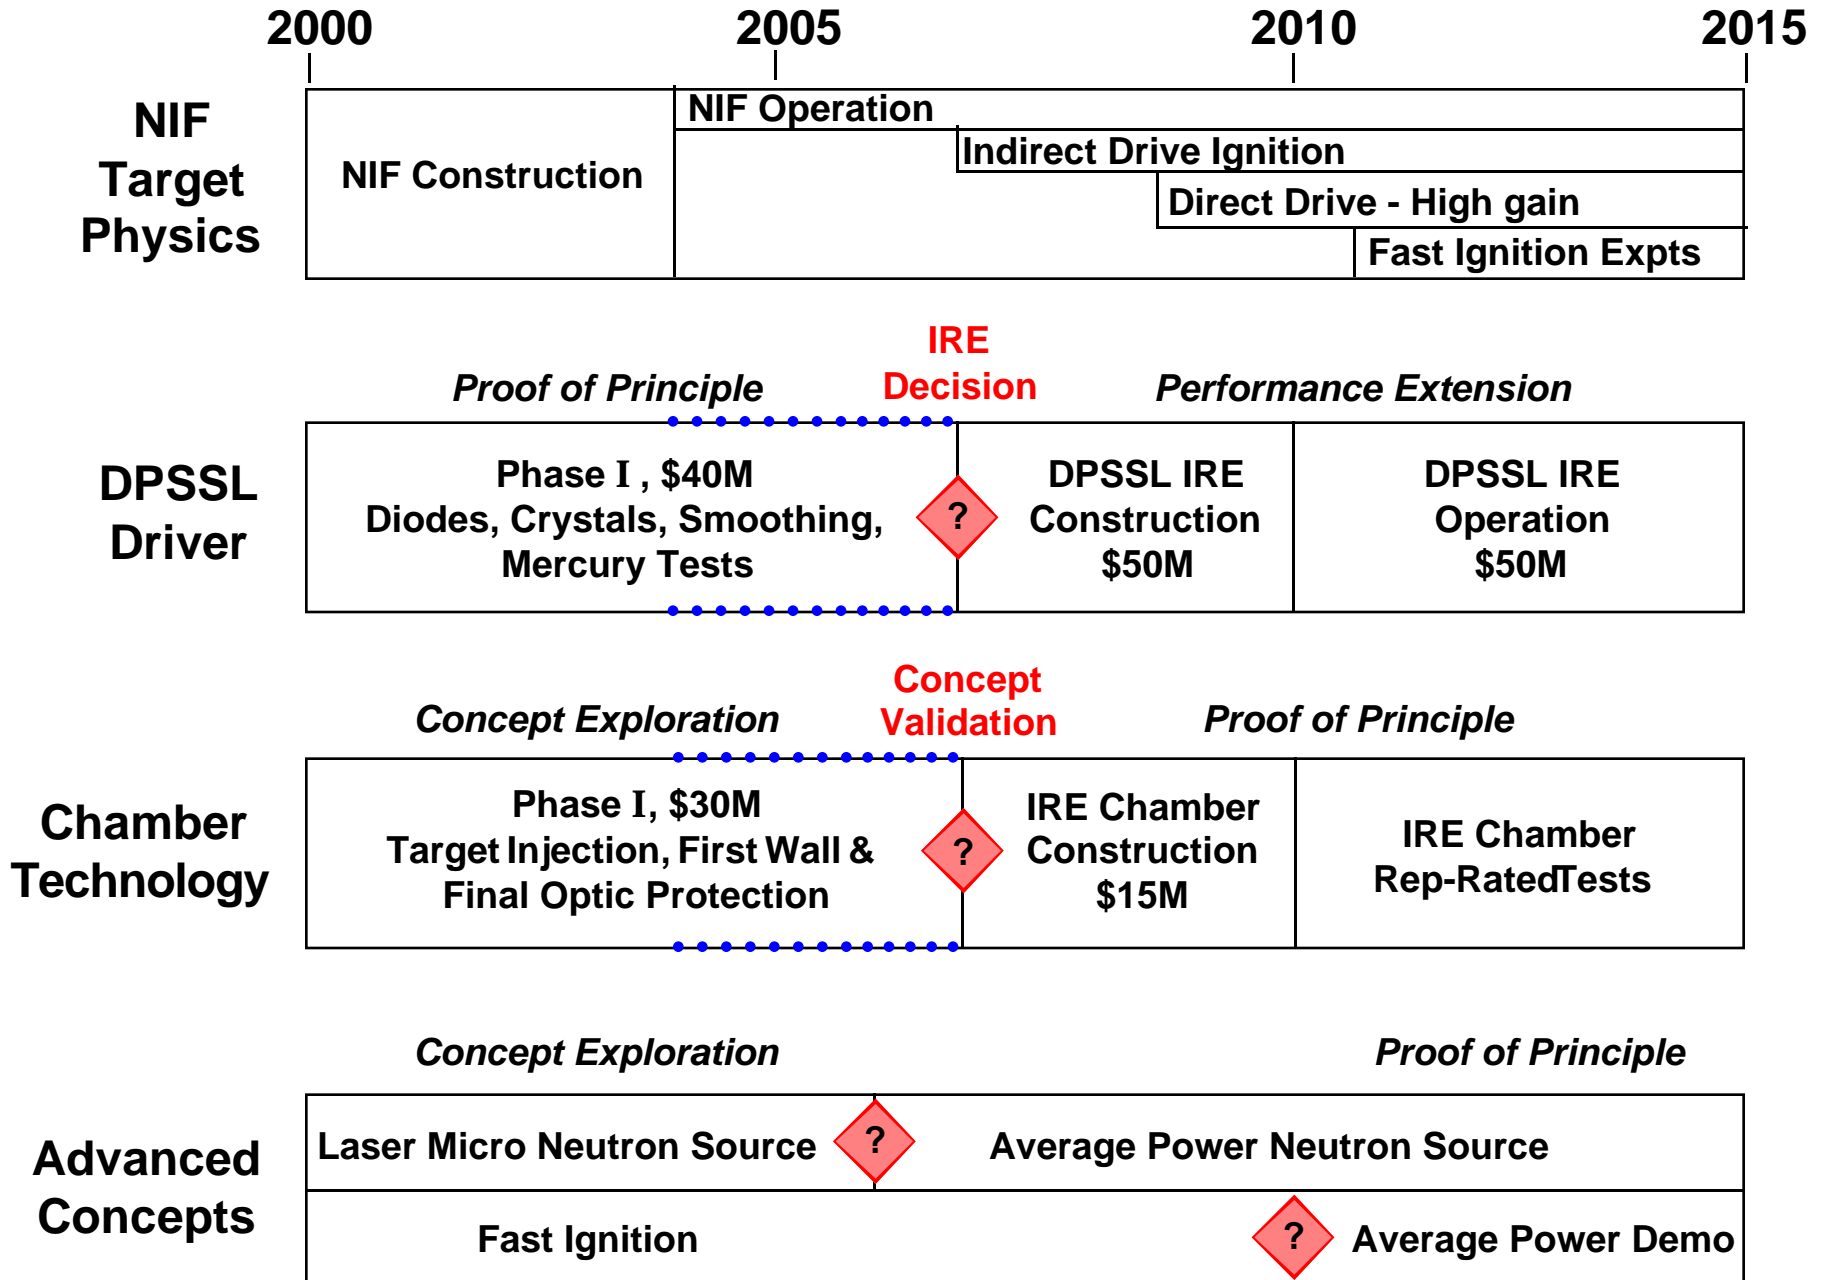 2000 2005 2010 2015
NIF
Target
Physics
NIF Construction
NIF Operation
Indirect Drive Ignition
Direct Drive - High gain
Fast Ignition Expts
IRE
Decision
Proof of Principle
Performance Extension
DPSSL
Driver
Phase I , $40M
Diodes, Crystals, Smoothing,
Mercury Tests
?
DPSSL IRE
Construction
$50M
DPSSL IRE
Operation
$50M
Concept
Validation
Concept Exploration
Proof of Principle
Chamber
Technology
Phase I, $30M
Target Injection, First Wall &
Final Optic Protection
?
IRE Chamber
Construction
$15M
IRE Chamber
Rep-RatedTests
Concept Exploration
Proof of Principle
Advanced
Concepts
Laser Micro Neutron Source
?
Average Power Neutron Source
Fast Ignition
?
Average Power Demo